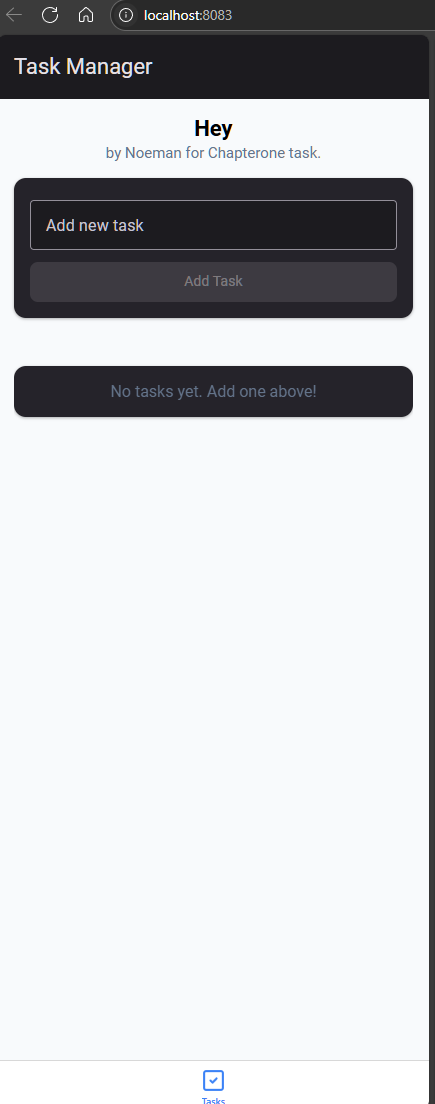 localhost:8083
Task Manager
Hey
by Noeman for Chapterone task.
Add new task
Add Task
No tasks yet. Add one above!
Tasks